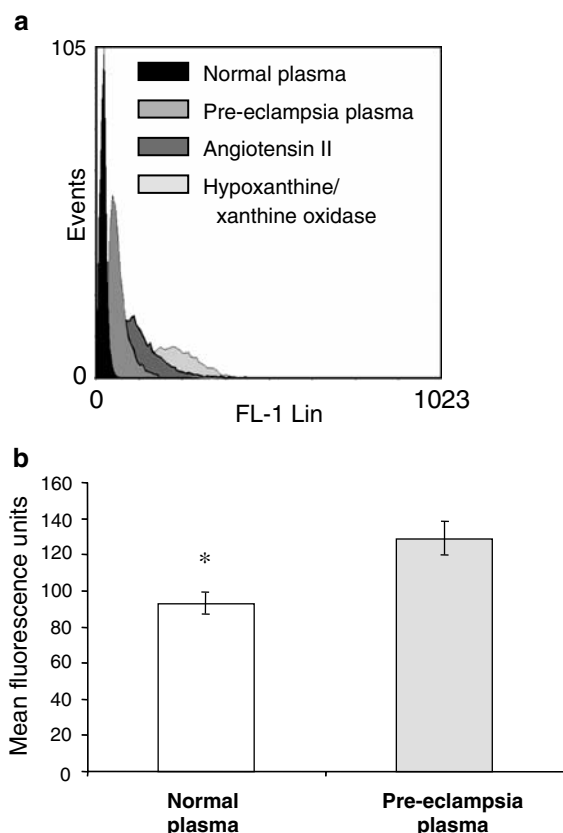 a
105
Normal plasma
Pre-eclampsia plasma
Angiotensin II
Hypoxanthine/
xanthine oxidase
Events
0
0
1023
FL-1 Lin
b
160
140
120
100
80
60
40
20
0
Mean fluorescence units
*
Normal
plasma
Pre-eclampsia
plasma